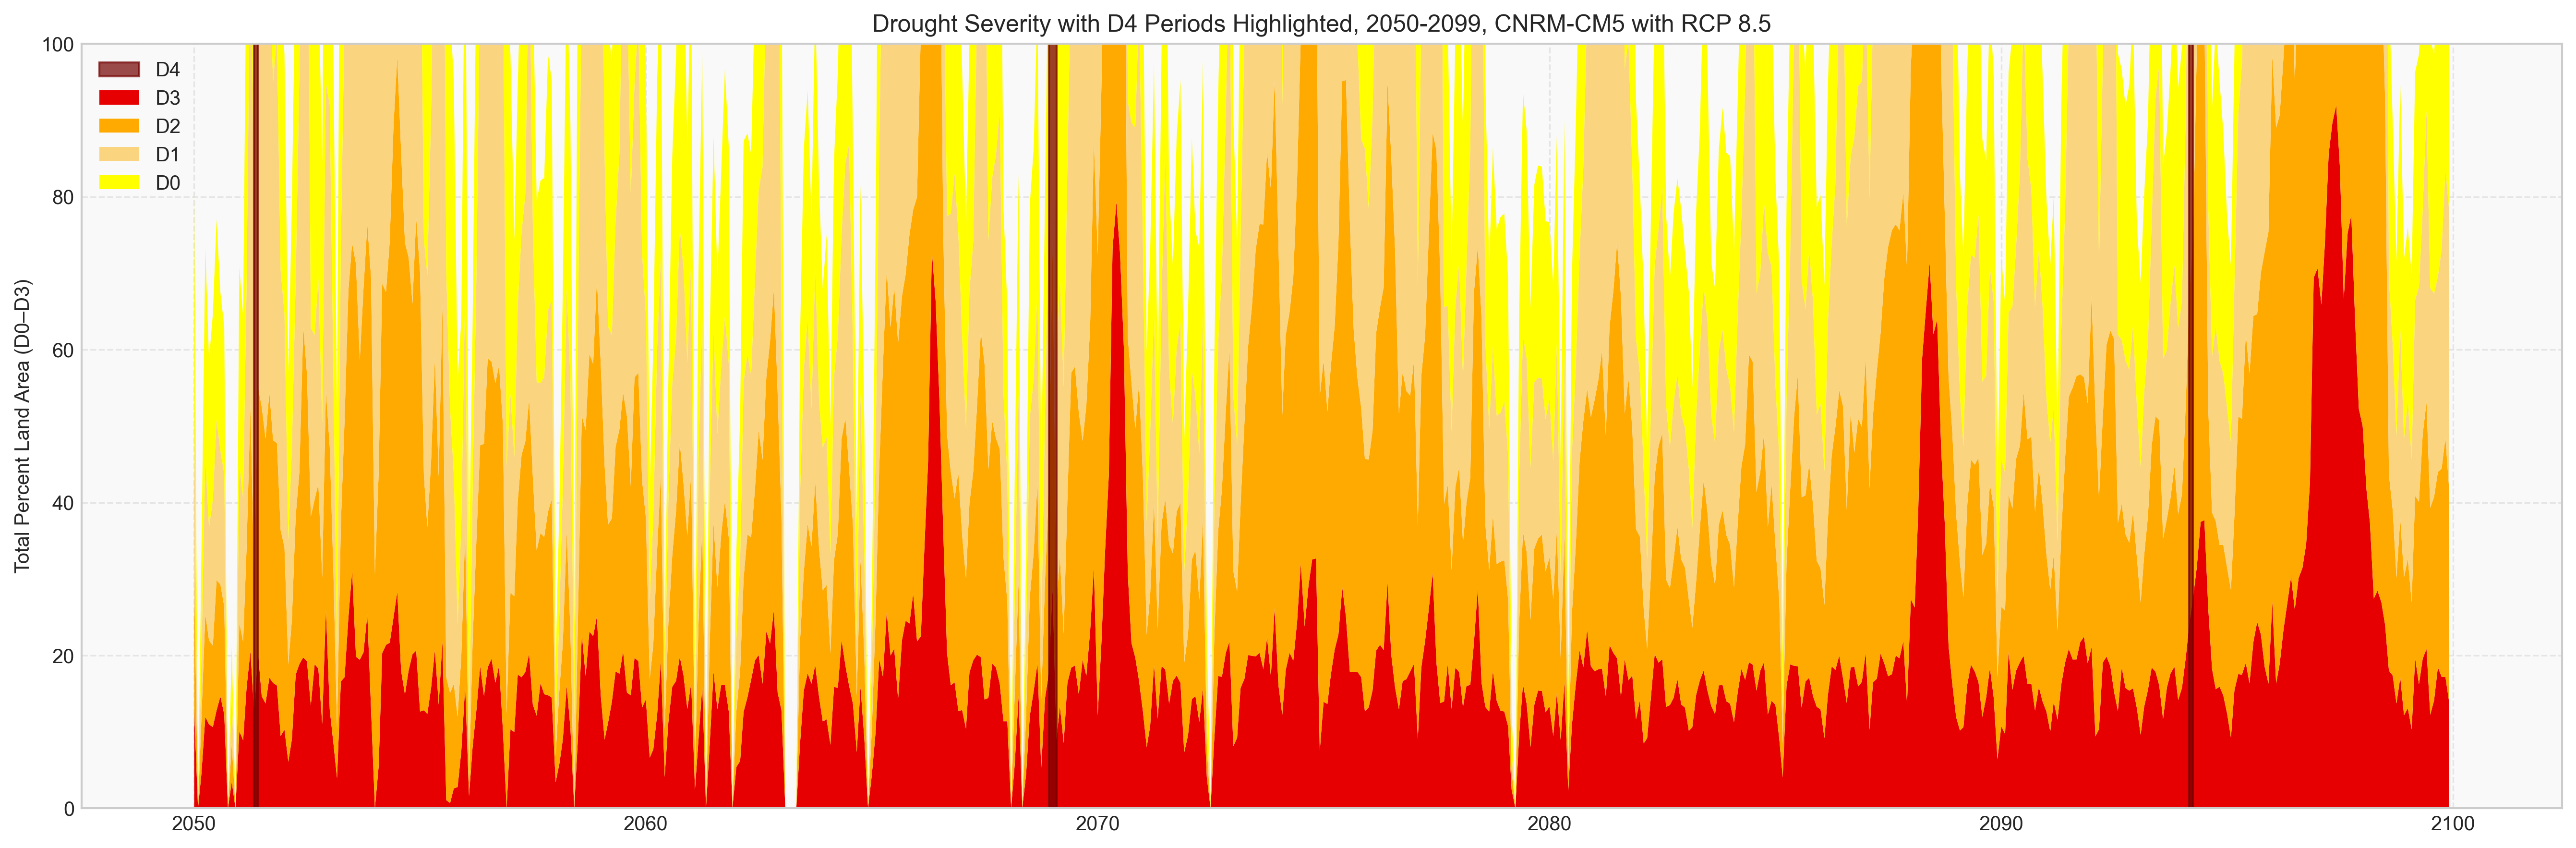 Drought Severity with D4 Periods Highlighted, 2050-2099, CNRM-CM5 with RCP 8.5
Total Percent Land Area (D0–D3)
100
80
60
40
20
0
D4
D3
D2
D1
D0
2050
2060
2070
2080
2090
2100